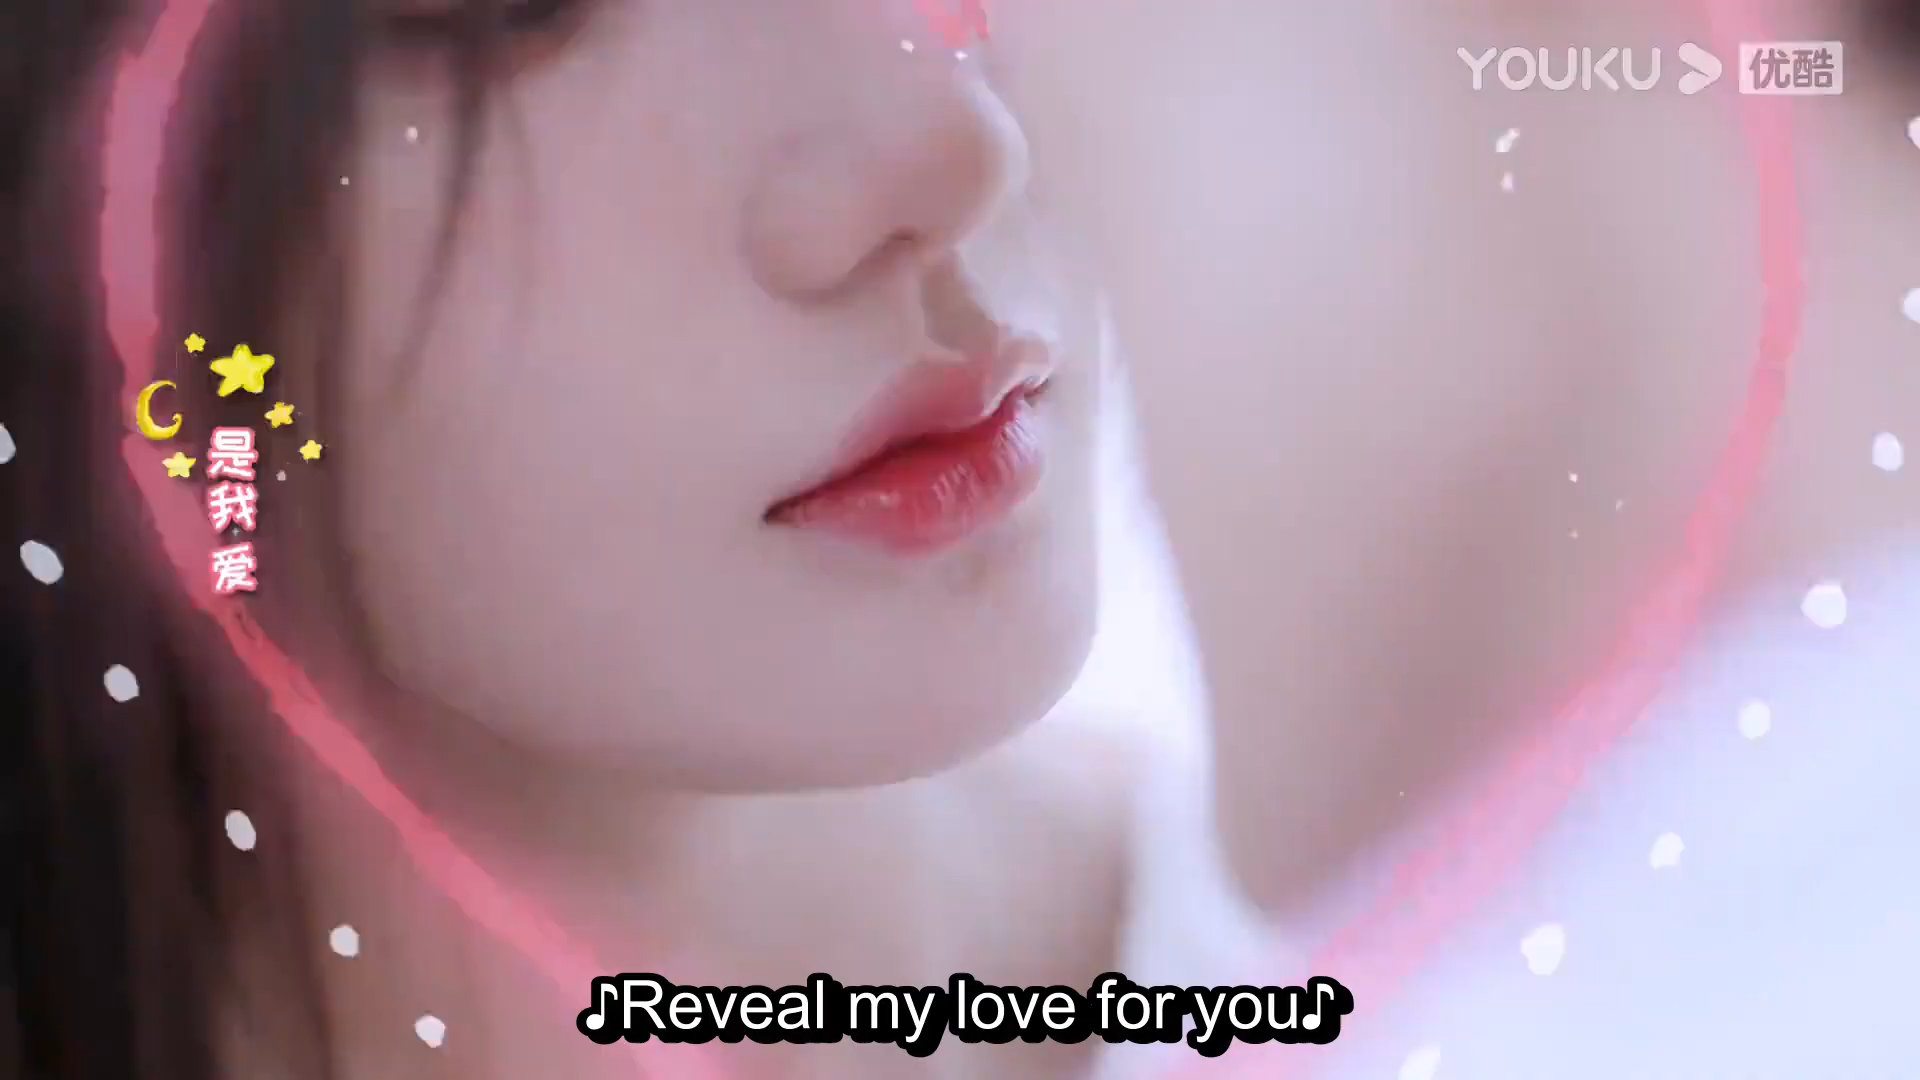 YOUKU 优酷
是我爱
♪Reveal my love for you♪